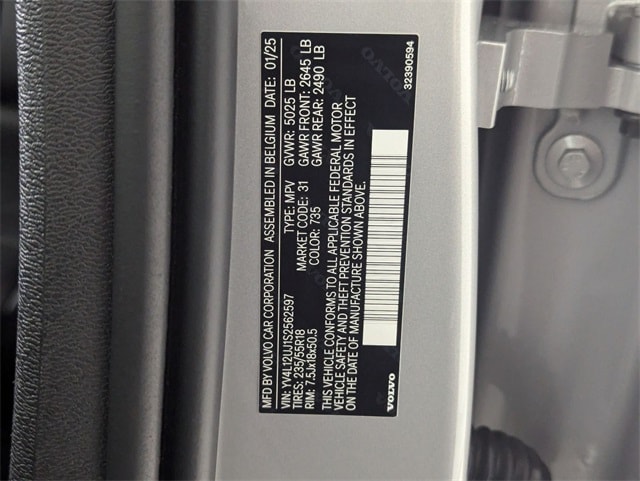 MFD BY VOLVO CAR CORPORATION ASSEMBLED IN BELGIUM DATE: 01/25
VIN: YV4L12UJ1S2562597 TYPE: MPV GVWR: 5025 LB
TIRES: 235/55R18 MARKET CODE: 31 GAWR FRONT: 2645 LB
RIM: 7.5Jx18x50.5 COLOR: 735 GAWR REAR: 2490 LB
THIS VEHICLE CONFORMS TO ALL APPLICABLE FEDERAL MOTOR
VEHICLE SAFETY AND THEFT PREVENTION STANDARDS IN EFFECT
ON THE DATE OF MANUFACTURE SHOWN ABOVE.
VOLVO 32390594